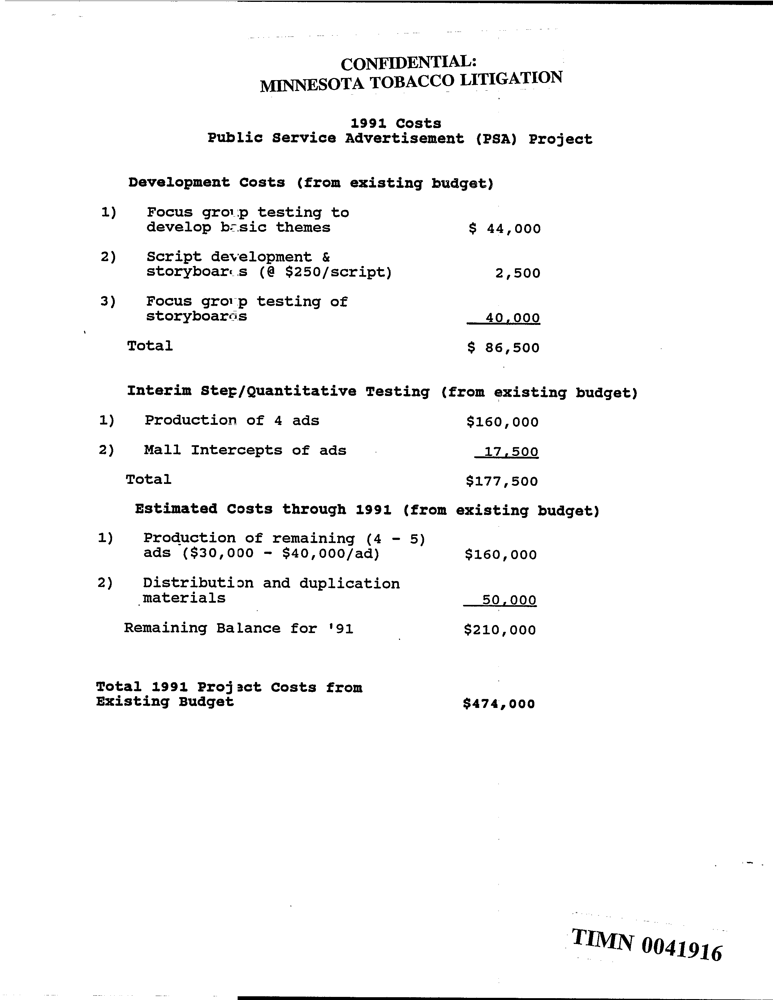 CONFIDENTIAL:
MINNESOTA TOBACCO LITIGATION
1991 Costs
Public Service Advertisement (PSA) Project
Development Costs (from existing budget)
1) Focus group testing to
develop basic themes $ 44,000
2) Script development &
storyboards (@ $250/script) 2,500
3) Focus group testing of
storyboards 40,000
Total $ 86,500
Interim Step/Quantitative Testing (from existing budget)
1) Production of 4 ads $160,000
2) Mall Intercepts of ads 17,500
Total $177,500
Estimated Costs through 1991 (from existing budget)
1) Production of remaining (4 - 5)
ads ($30,000 - $40,000/ad) $160,000
2) Distribution and duplication
materials 50,000
Remaining Balance for '91 $210,000
Total 1991 Project Costs from
Existing Budget $474,000
TIMN 0041916